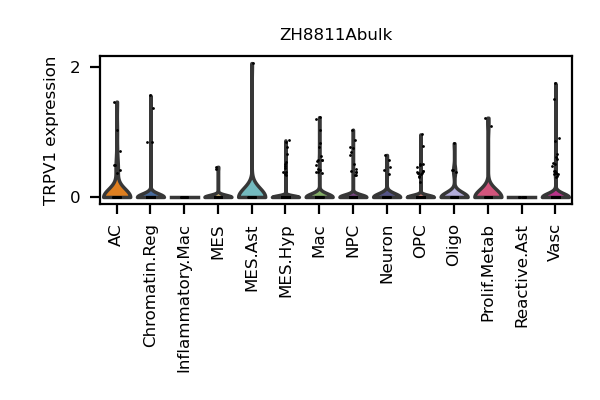 ZH8811Abulk
TRPV1 expression
2
0
AC
Chromatin.Reg
Inflammatory.Mac
MES
MES.Ast
MES.Hyp
Mac
NPC
Neuron
OPC
Oligo
Prolif.Metab
Reactive.Ast
Vasc